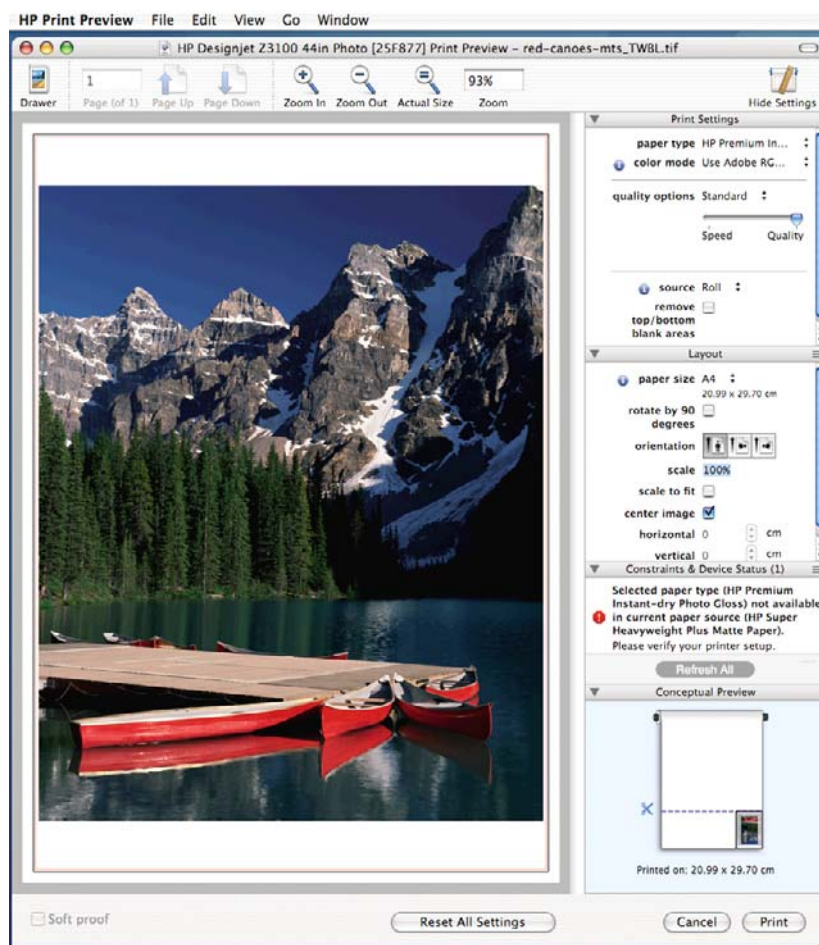 HP Print Preview File Edit View Go Window
HP Designjet Z3100 44in Photo [25F877] Print Preview – red-canoes-mts_TWBL.tif
1
93%
Drawer Page (of 1) Page Up Page Down Zoom In Zoom Out Actual Size Zoom Hide Settings
Print Settings
paper type HP Premium In...
color mode Use Adobe RG...
quality options Standard
Speed Quality
source Roll
remove
top/bottom
blank areas
Layout
paper size A4
20.99 x 29.70 cm
rotate by 90
degrees
orientation
scale 100%
scale to fit
center image
horizontal 0 cm
vertical 0 cm
Constraints & Device Status (1)
Selected paper type (HP Premium
Instant-dry Photo Gloss) not available
in current paper source (HP Super
Heavyweight Plus Matte Paper).
Please verify your printer setup.
Refresh All
Conceptual Preview
Printed on: 20.99 x 29.70 cm
Soft proof Reset All Settings Cancel Print